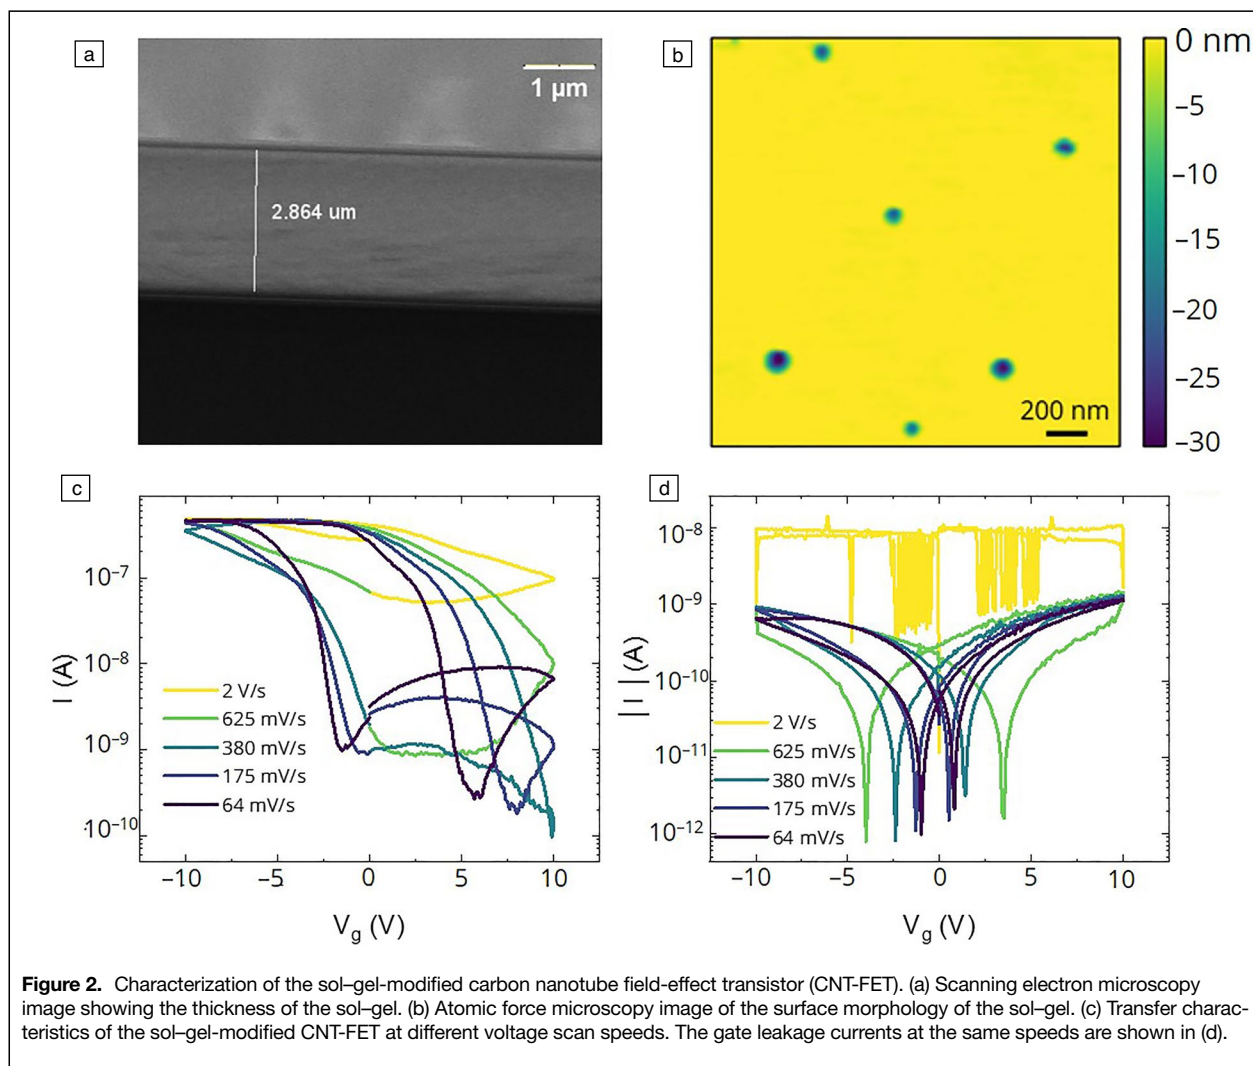 a
1 µm
2.864 um
b
200 nm
0 nm
−5
−10
−15
−20
−25
−30
c
I (A)
10⁻⁷
10⁻⁸
10⁻⁹
10⁻¹⁰
2 V/s
625 mV/s
380 mV/s
175 mV/s
64 mV/s
−10 −5 0 5 10
Vg (V)
d
| I | (A)
10⁻⁸
10⁻⁹
10⁻¹⁰
10⁻¹¹
10⁻¹²
2 V/s
625 mV/s
380 mV/s
175 mV/s
64 mV/s
−10 −5 0 5 10
Vg (V)
Figure 2. Characterization of the sol–gel-modified carbon nanotube field-effect transistor (CNT-FET). (a) Scanning electron microscopy
image showing the thickness of the sol–gel. (b) Atomic force microscopy image of the surface morphology of the sol–gel. (c) Transfer charac-
teristics of the sol–gel-modified CNT-FET at different voltage scan speeds. The gate leakage currents at the same speeds are shown in (d).